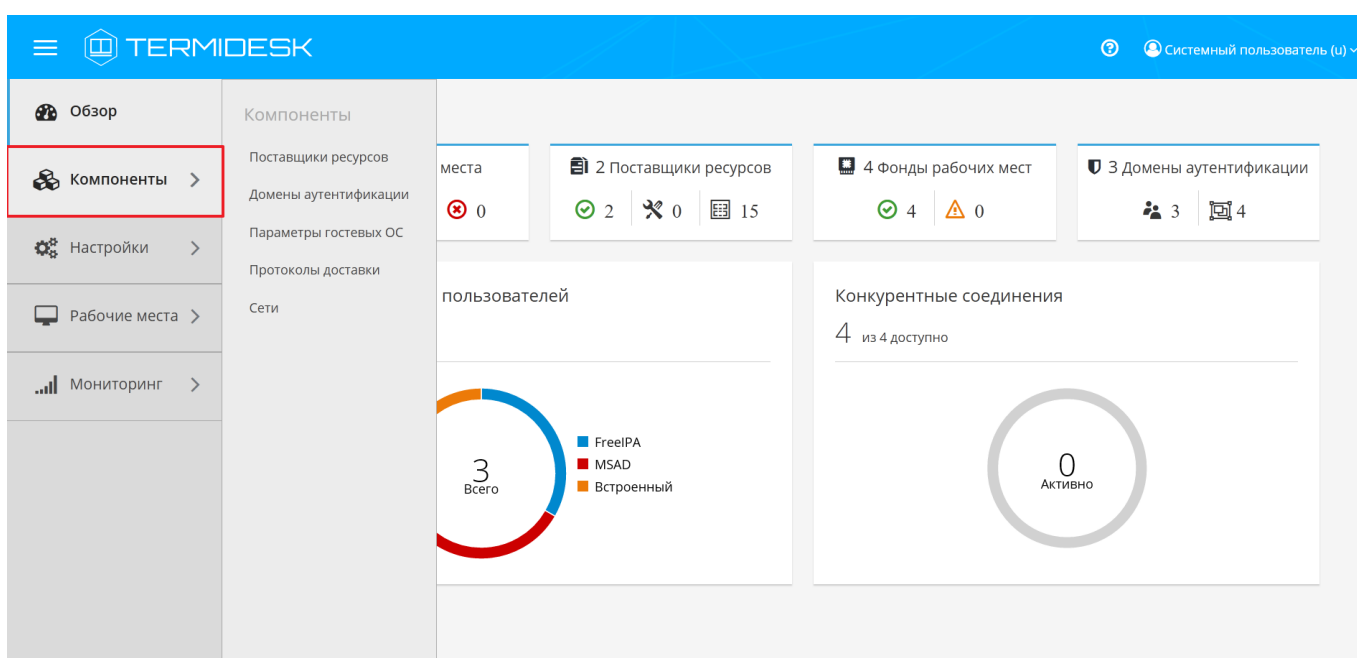 TERMIDESK
Системный пользователь (u)
Обзор
Компоненты
Настройки
Рабочие места
Мониторинг
Компоненты
Поставщики ресурсов
Домены аутентификации
Параметры гостевых ОС
Протоколы доставки
Сети
места
0
2 Поставщики ресурсов
2 0 15
4 Фонды рабочих мест
4 0
3 Домены аутентификации
3 4
пользователей
3
Всего
FreeIPA
MSAD
Встроенный
Конкурентные соединения
4 из 4 доступно
0
Активно